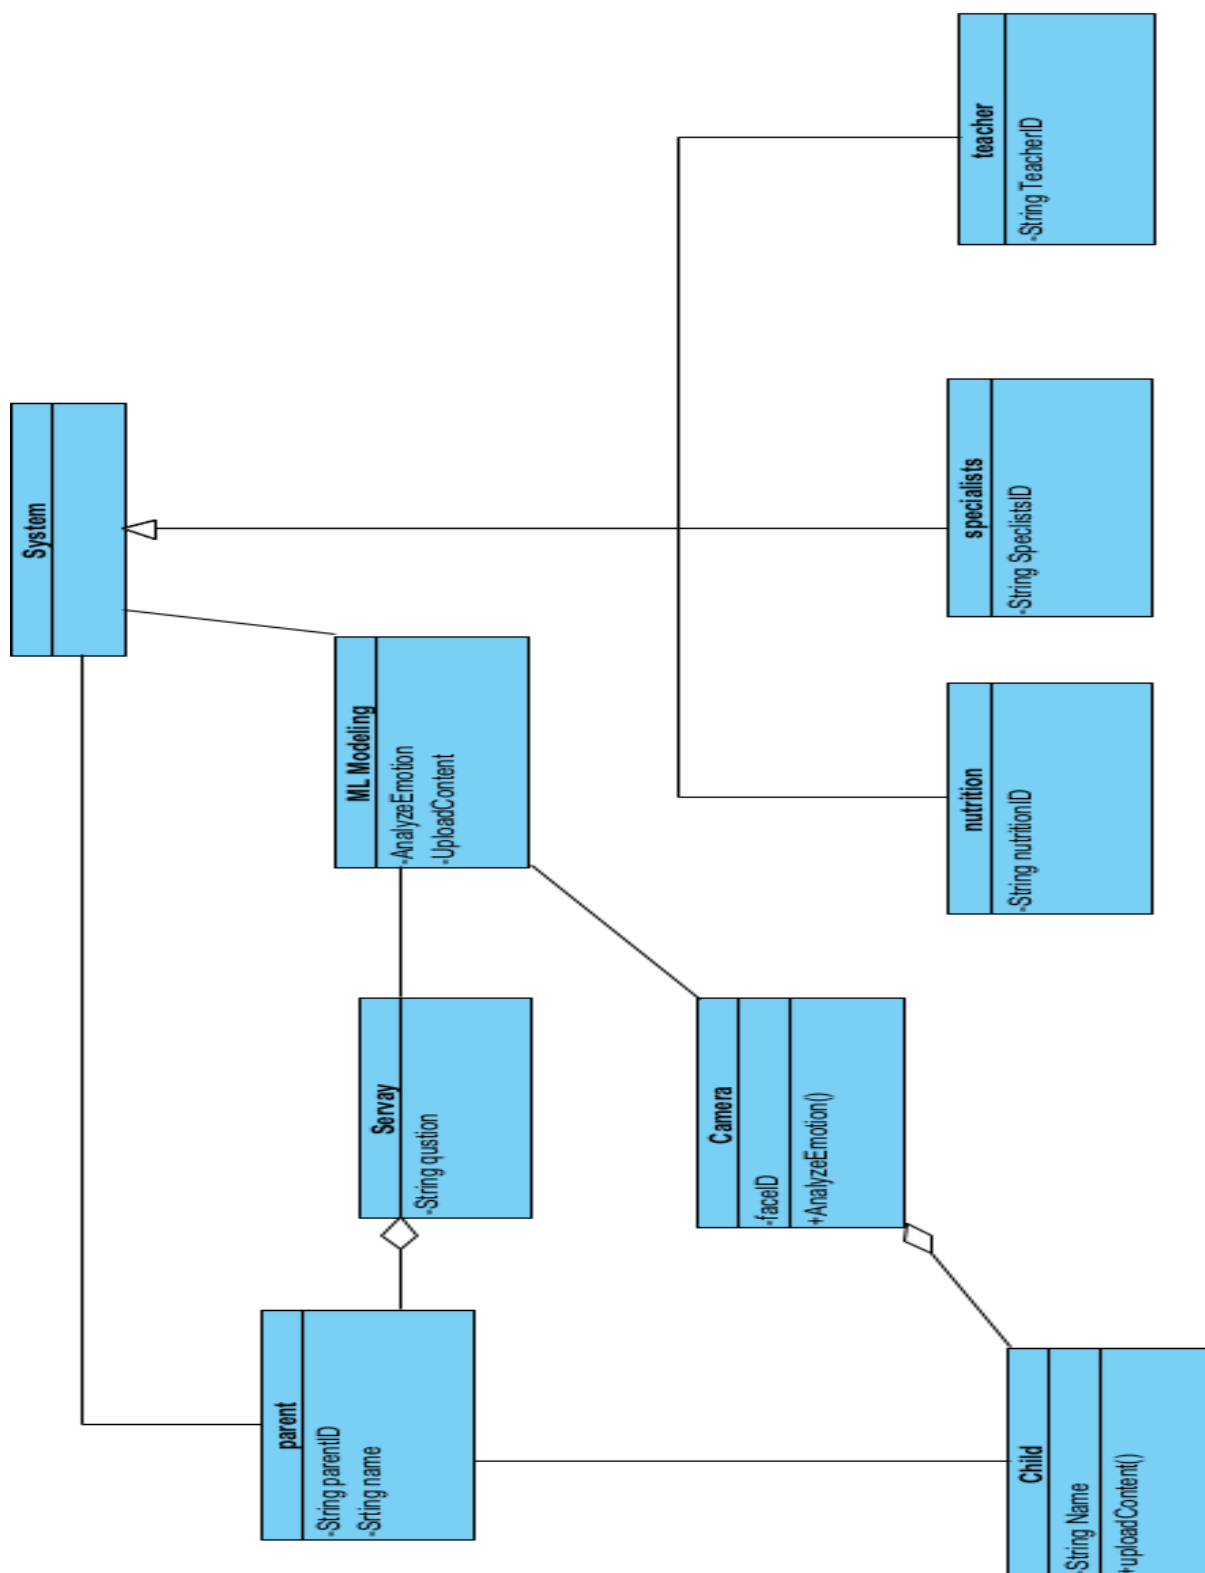 System
parent
-String parentID
-Srting name
ML Modeling
-AnalyzeEmotion
-UploadContent
Servay
-String qustion
Camera
-faceID
+AnalyzeEmotion()
nutrition
-String nutritionID
specialists
-String SpeclistsID
teacher
-String TeacherID
Child
-String Name
+uploadContent()